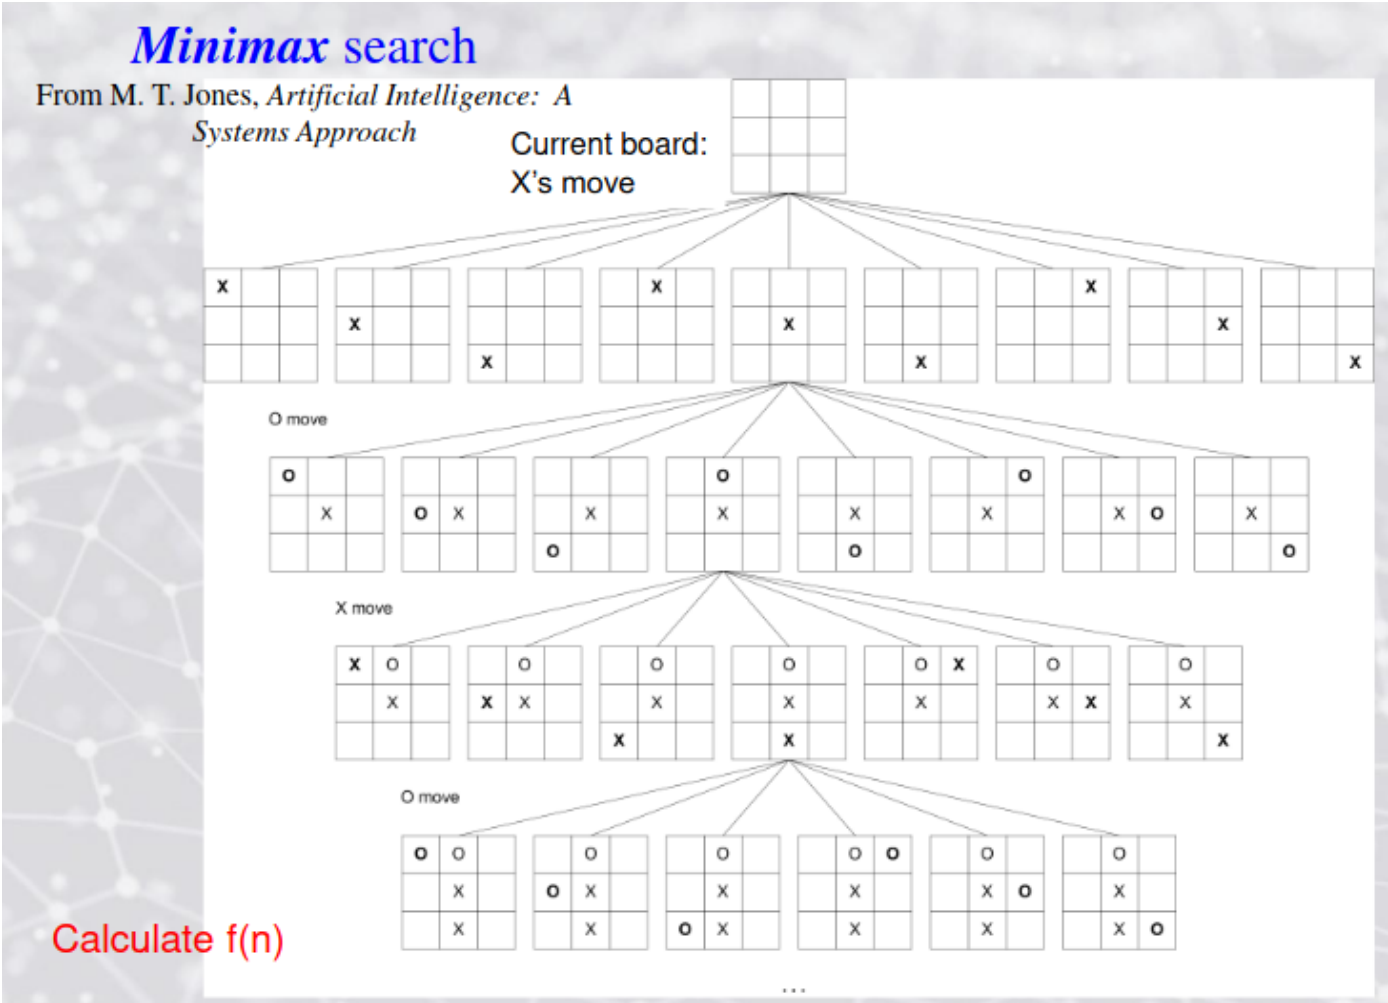 Minimax search
From M. T. Jones, Artificial Intelligence: A
Systems Approach
Current board:
X's move
X X X
X X X
X X X
O move
O O O
X O X X X X X O X
O O O
X move
X O O O O O X O O
X X X X X X X X X
X X X
O move
O O O O O O O O
X O X X X X O X
X X O X X X X O
Calculate f(n)
...